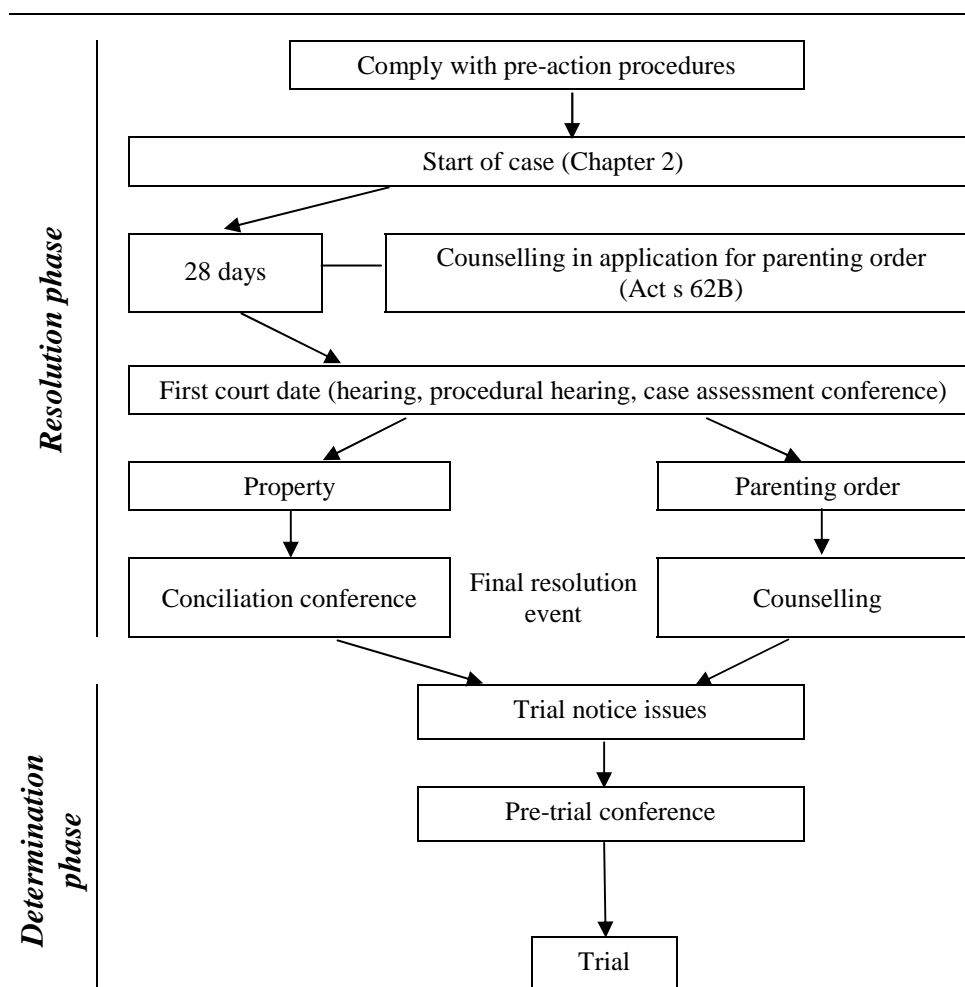 Comply with pre-action procedures
Start of case (Chapter 2)
28 days
Counselling in application for parenting order
(Act s 62B)
First court date (hearing, procedural hearing, case assessment conference)
Property
Parenting order
Conciliation conference
Final resolution
event
Counselling
Resolution phase
Trial notice issues
Pre-trial conference
Trial
Determination
phase